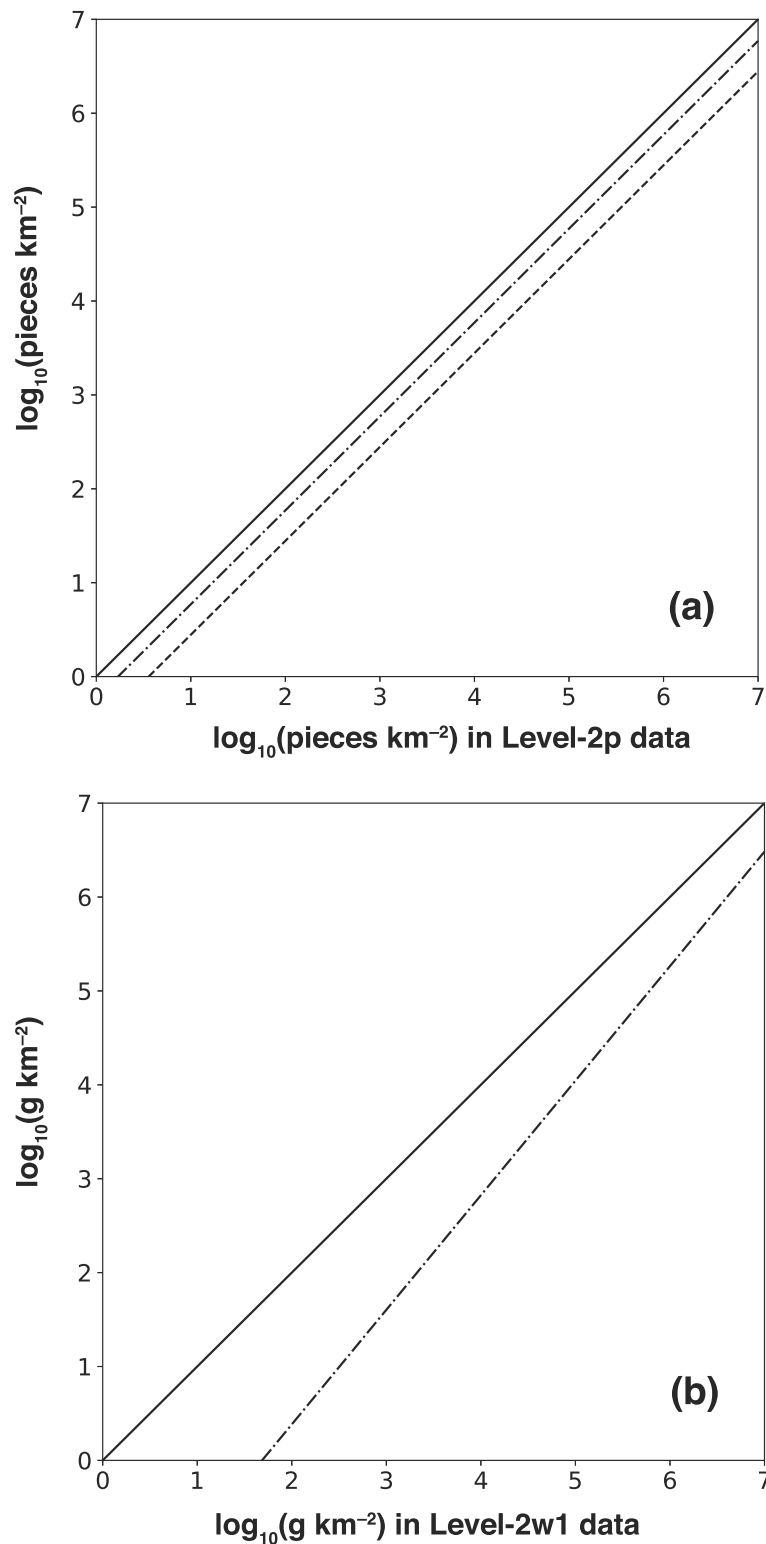 7
6
5
4
3
2
1
0
log₁₀(pieces km⁻²)
(a)
0 1 2 3 4 5 6 7
log₁₀(pieces km⁻²) in Level-2p data
7
6
5
4
3
2
1
0
log₁₀(g km⁻²)
(b)
0 1 2 3 4 5 6 7
log₁₀(g km⁻²) in Level-2w1 data